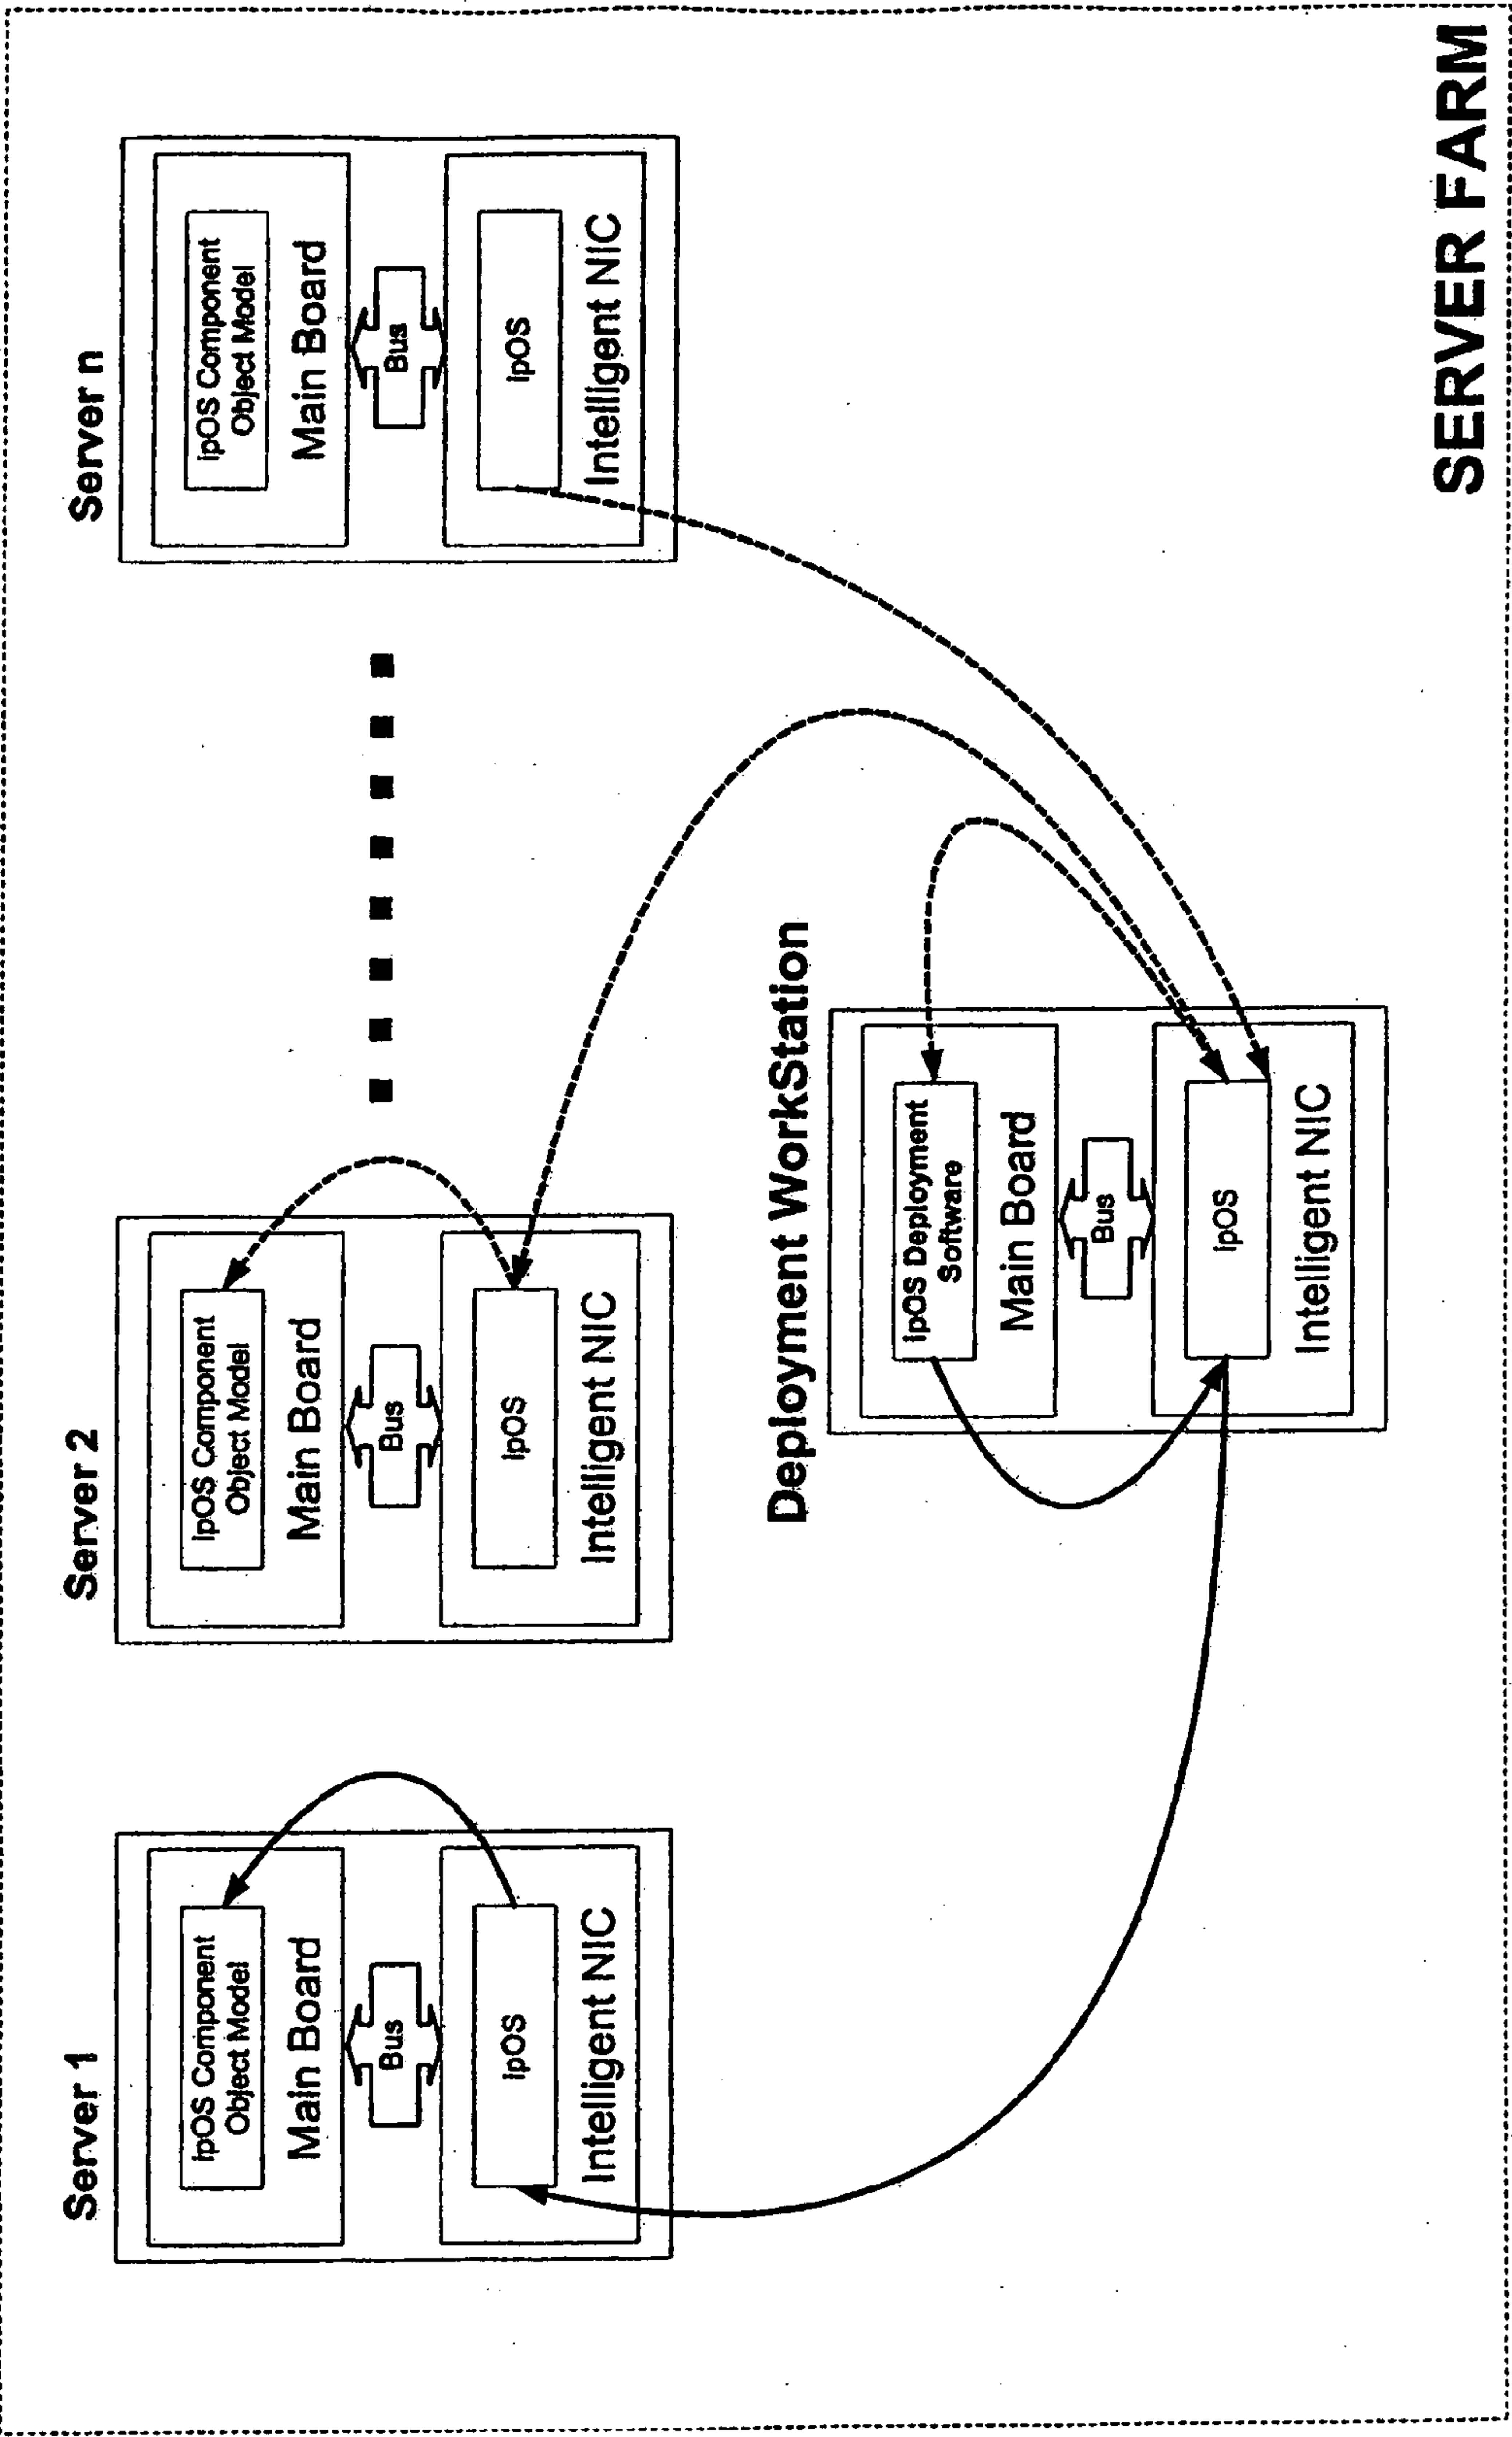 Server 1
ipOS Component
Object Model
Main Board
Bus
ipOS
Intelligent NIC
Server 2
ipOS Component
Object Model
Main Board
Bus
ipOS
Intelligent NIC
Server n
ipOS Component
Object Model
Main Board
Bus
ipOS
Intelligent NIC
Deployment WorkStation
ipOS Deployment
Software
Main Board
Bus
ipOS
Intelligent NIC
SERVER FARM